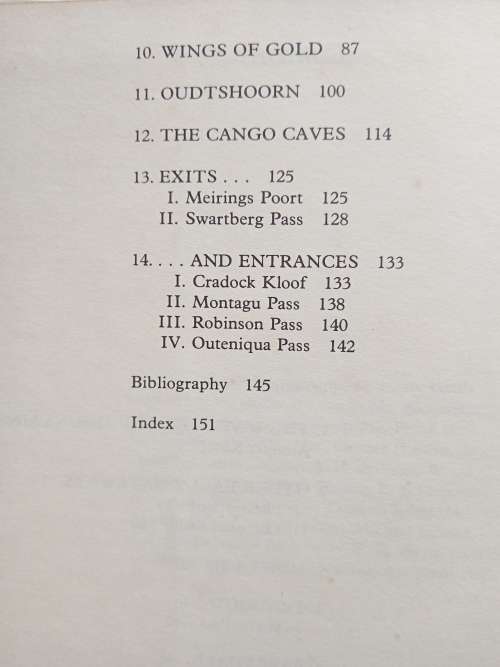 10. WINGS OF GOLD 87
11. OUDTSHOORN 100
12. THE CANGO CAVES 114
13. EXITS . . . 125
I. Meirings Poort 125
II. Swartberg Pass 128
14. . . . AND ENTRANCES 133
I. Cradock Kloof 133
II. Montagu Pass 138
III. Robinson Pass 140
IV. Outeniqua Pass 142
Bibliography 145
Index 151